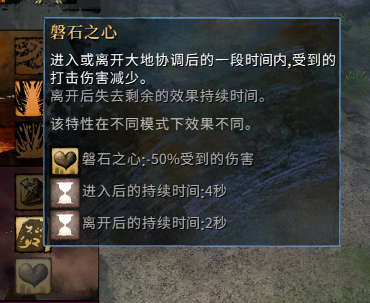 磐石之心
进入或离开大地协调后的一段时间内,受到的
打击伤害减少。
离开后失去剩余的效果持续时间。
该特性在不同模式下效果不同。
磐石之心:-50%受到的伤害
进入后的持续时间:4秒
离开后的持续时间:2秒